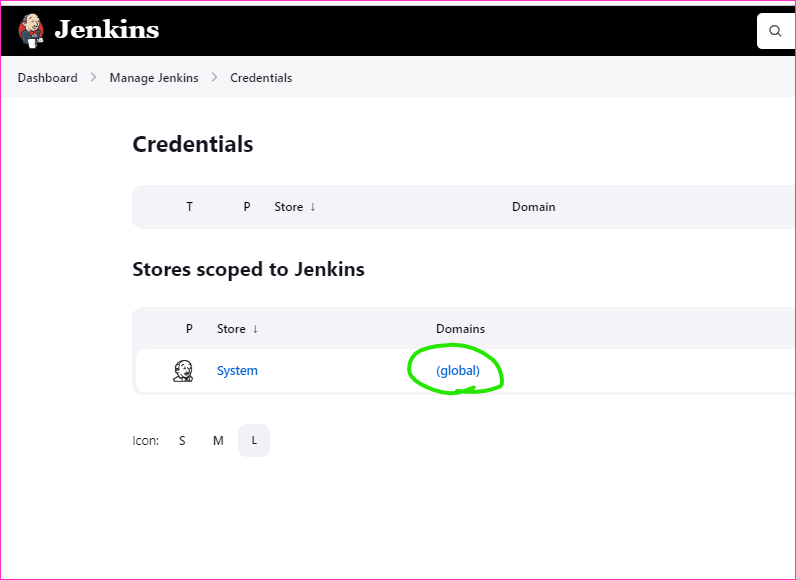 Jenkins
Dashboard > Manage Jenkins > Credentials
Credentials
T P Store ↓ Domain
Stores scoped to Jenkins
P Store ↓ Domains
System (global)
Icon: S M L